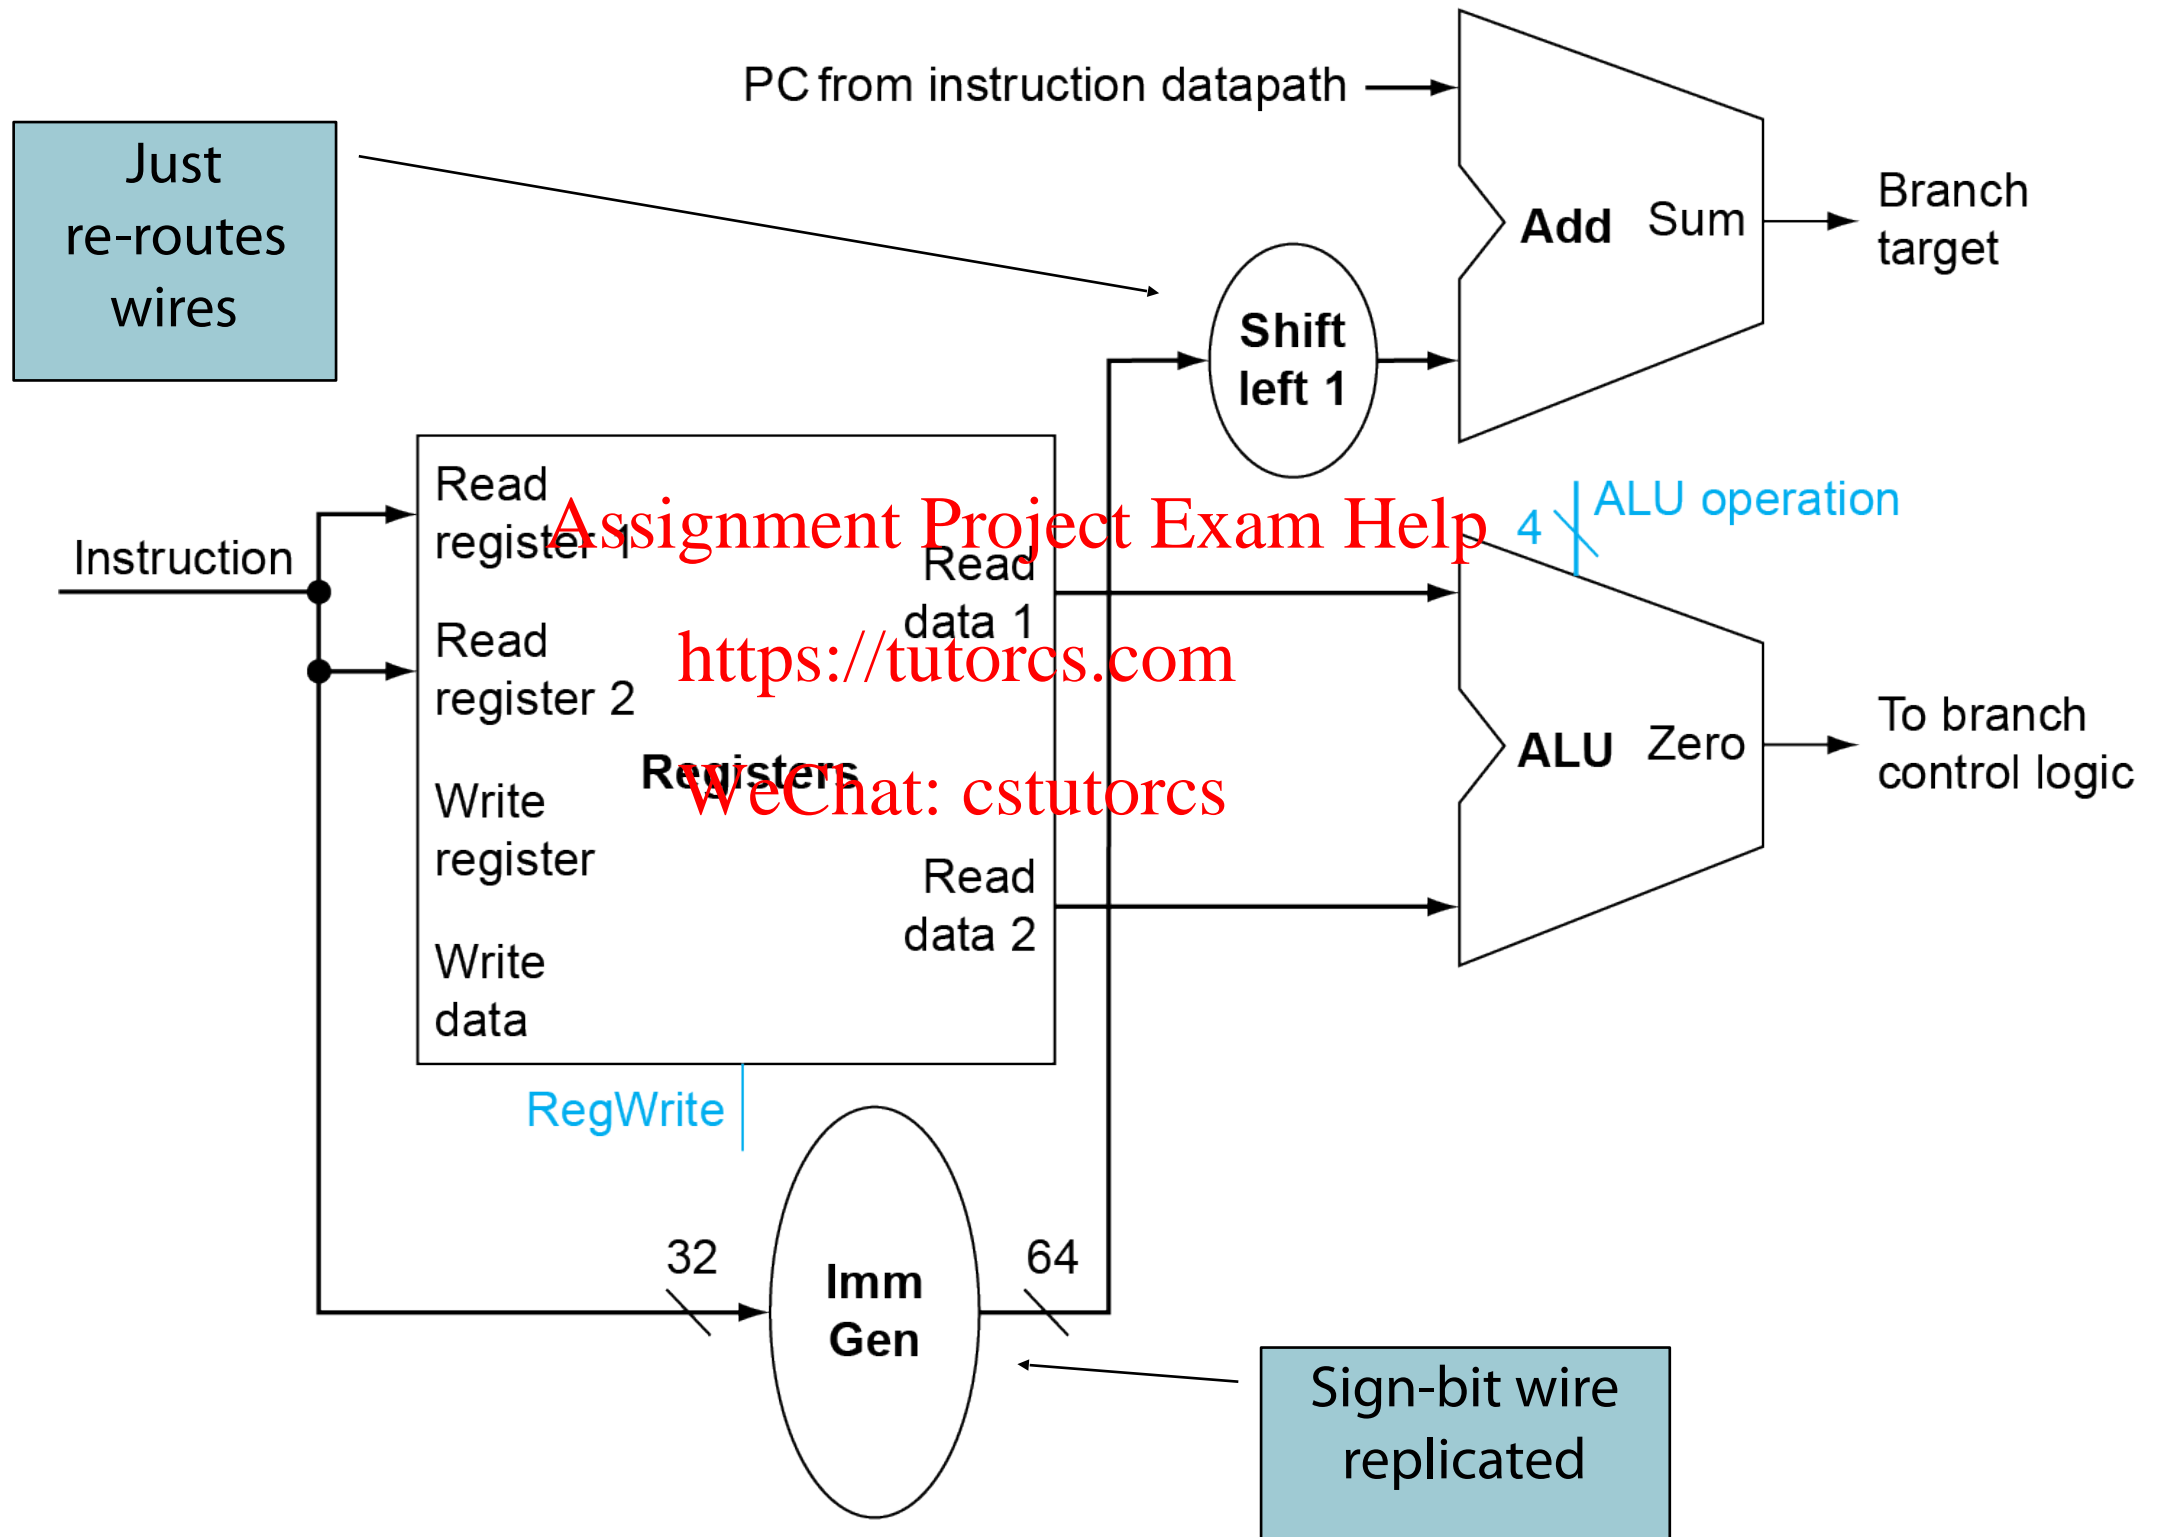 PC from instruction datapath
Just
re-routes
wires
Add Sum
Branch
target
Shift
left 1
Instruction
Read
register 1
Read
data 1
Read
register 2
Registers
Write
register
Read
data 2
Write
data
RegWrite
4
ALU operation
ALU Zero
To branch
control logic
Assignment Project Exam Help
https://tutorcs.com
WeChat: cstutorcs
32
Imm
Gen
64
Sign-bit wire
replicated